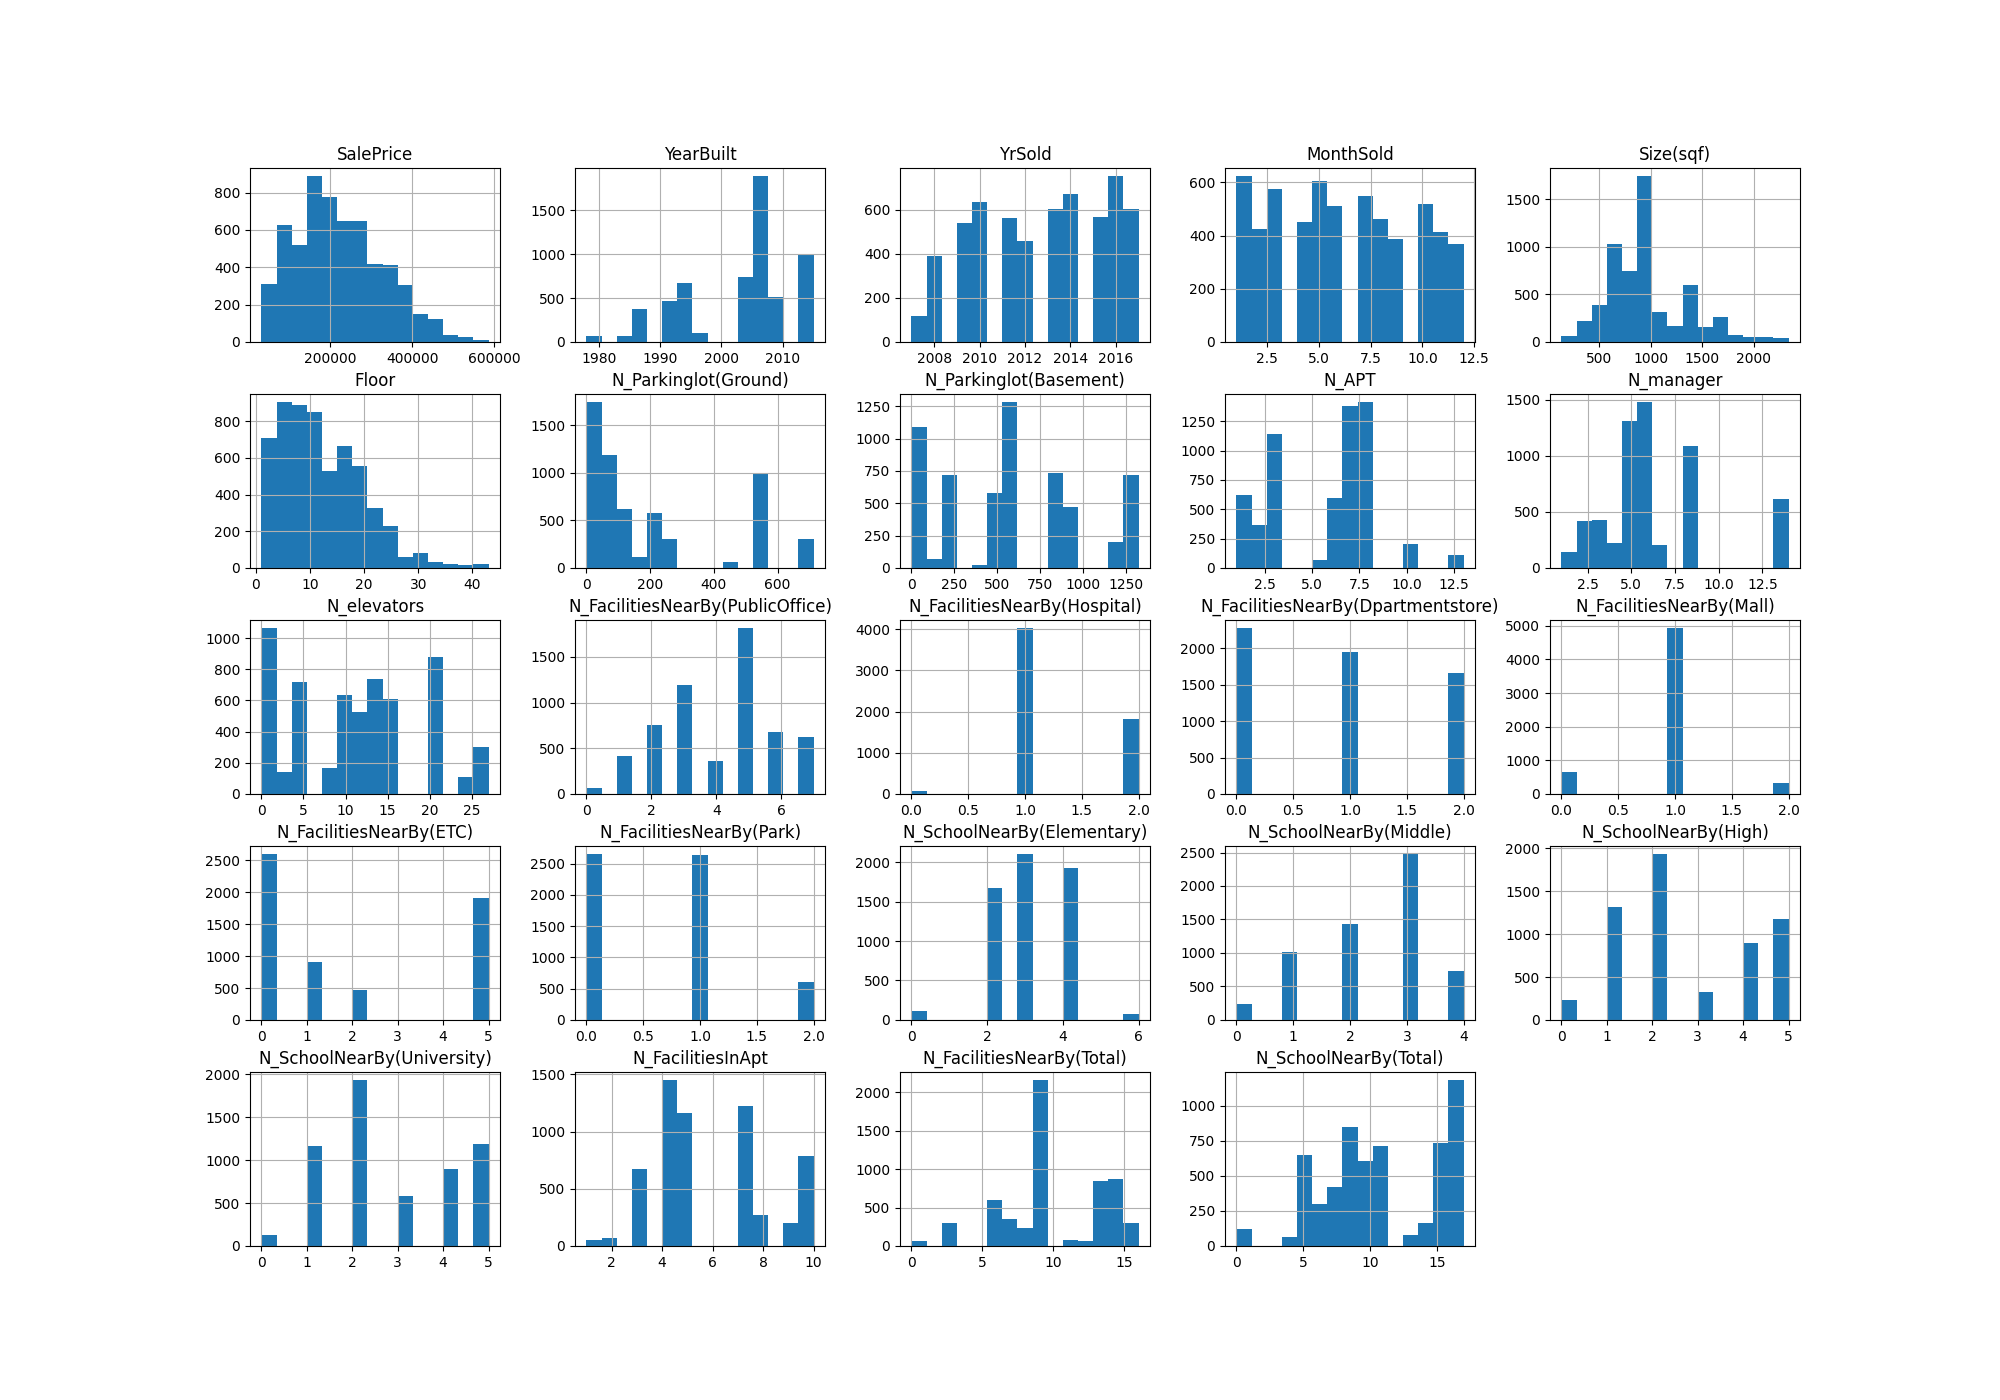 SalePrice YearBuilt YrSold MonthSold Size(sqf)
800 600 400 200 0
200000 400000 600000
1500 1000 500 0
1980 1990 2000 2010
600 400 200 0
2008 2010 2012 2014 2016
600 400 200 0
2.5 5.0 7.5 10.0 12.5
1500 1000 500 0
500 1000 1500 2000
Floor N_Parkinglot(Ground) N_Parkinglot(Basement) N_APT N_manager
800 600 400 200 0
0 10 20 30 40
1500 1000 500 0
0 200 400 600
1250 1000 750 500 250 0
0 250 500 750 1000 1250
1250 1000 750 500 250 0
2.5 5.0 7.5 10.0 12.5
1500 1000 500 0
2.5 5.0 7.5 10.0 12.5
N_elevators N_FacilitiesNearBy(PublicOffice) N_FacilitiesNearBy(Hospital) N_FacilitiesNearBy(Dpartmentstore) N_FacilitiesNearBy(Mall)
1000 800 600 400 200 0
0 5 10 15 20 25
1500 1000 500 0
0 2 4 6
4000 3000 2000 1000 0
0.0 0.5 1.0 1.5 2.0
2000 1500 1000 500 0
0.0 0.5 1.0 1.5 2.0
5000 4000 3000 2000 1000 0
0.0 0.5 1.0 1.5 2.0
N_FacilitiesNearBy(ETC) N_FacilitiesNearBy(Park) N_SchoolNearBy(Elementary) N_SchoolNearBy(Middle) N_SchoolNearBy(High)
2500 2000 1500 1000 500 0
0 1 2 3 4 5
2500 2000 1500 1000 500 0
0.0 0.5 1.0 1.5 2.0
2000 1500 1000 500 0
0 2 4 6
2500 2000 1500 1000 500 0
0 1 2 3 4
2000 1500 1000 500 0
0 1 2 3 4 5
N_SchoolNearBy(University) N_FacilitiesInApt N_FacilitiesNearBy(Total) N_SchoolNearBy(Total)
2000 1500 1000 500 0
0 1 2 3 4 5
1500 1000 500 0
2 4 6 8 10
2000 1500 1000 500 0
0 5 10 15
1000 750 500 250 0
0 5 10 15